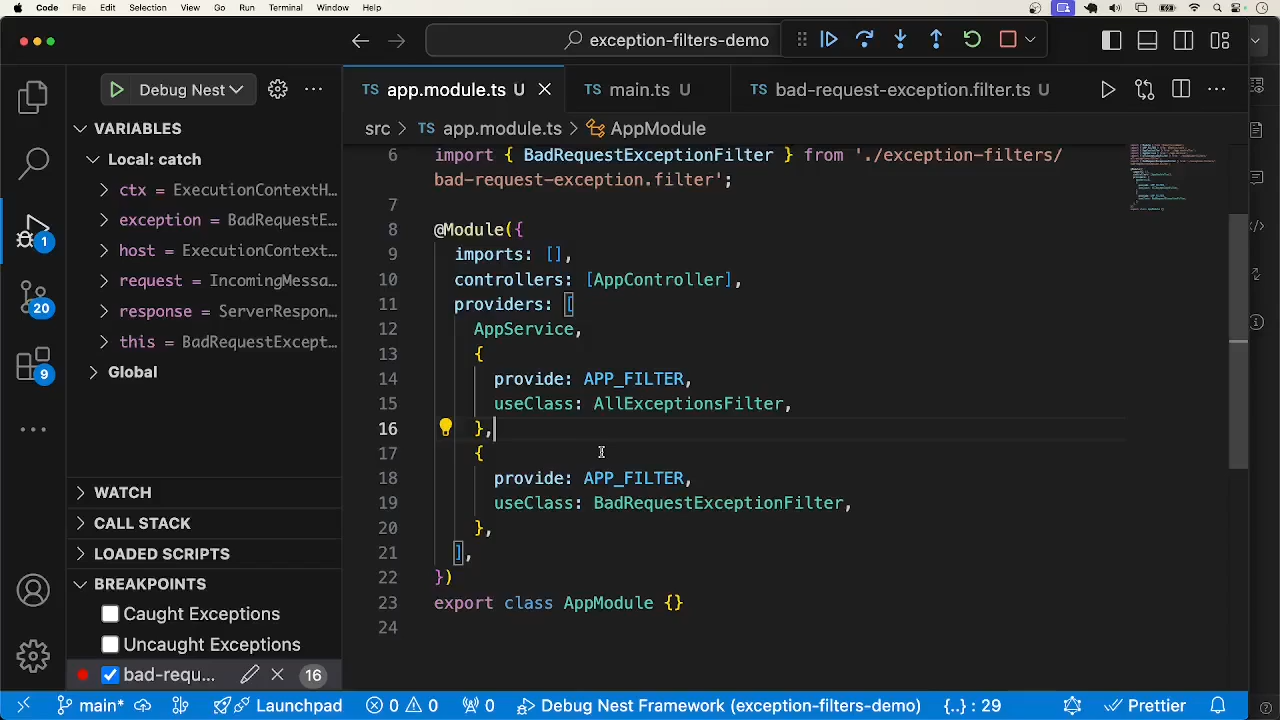 Code File Edit Selection View Go Run Terminal Window Help
exception-filters-demo
Debug Nest
TS app.module.ts U
TS main.ts U
TS bad-request-exception.filter.ts U
src > TS app.module.ts > AppModule
VARIABLES
Local: catch
ctx = ExecutionContextH…
exception = BadRequestE…
host = ExecutionContext…
request = IncomingMessa…
response = ServerRespon…
this = BadRequestExcept…
Global
WATCH
CALL STACK
LOADED SCRIPTS
BREAKPOINTS
Caught Exceptions
Uncaught Exceptions
bad-requ… 16
1
20
9
6 import { BadRequestExceptionFilter } from './exception-filters/
bad-request-exception.filter';
7
8 @Module({
9 imports: [],
10 controllers: [AppController],
11 providers: [
12 AppService,
13 {
14 provide: APP_FILTER,
15 useClass: AllExceptionsFilter,
16 },
17 {
18 provide: APP_FILTER,
19 useClass: BadRequestExceptionFilter,
20 },
21 ],
22 })
23 export class AppModule {}
24
main* Launchpad 0 0 0 Debug Nest Framework (exception-filters-demo) {..} : 29 Prettier